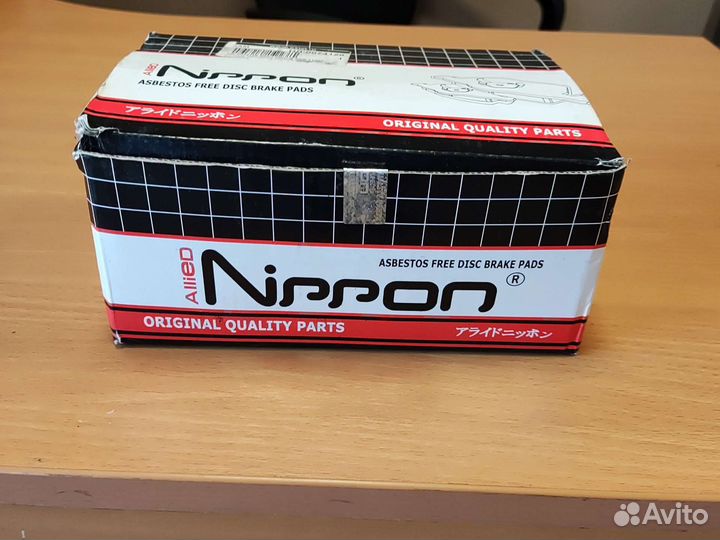 Allied Nippon®
ASBESTOS FREE DISC BRAKE PADS
アライドニッポン
ORIGINAL QUALITY PARTS
ASBESTOS FREE DISC BRAKE PADS
Allied Nippon®
ORIGINAL QUALITY PARTS
アライドニッポン
Avito